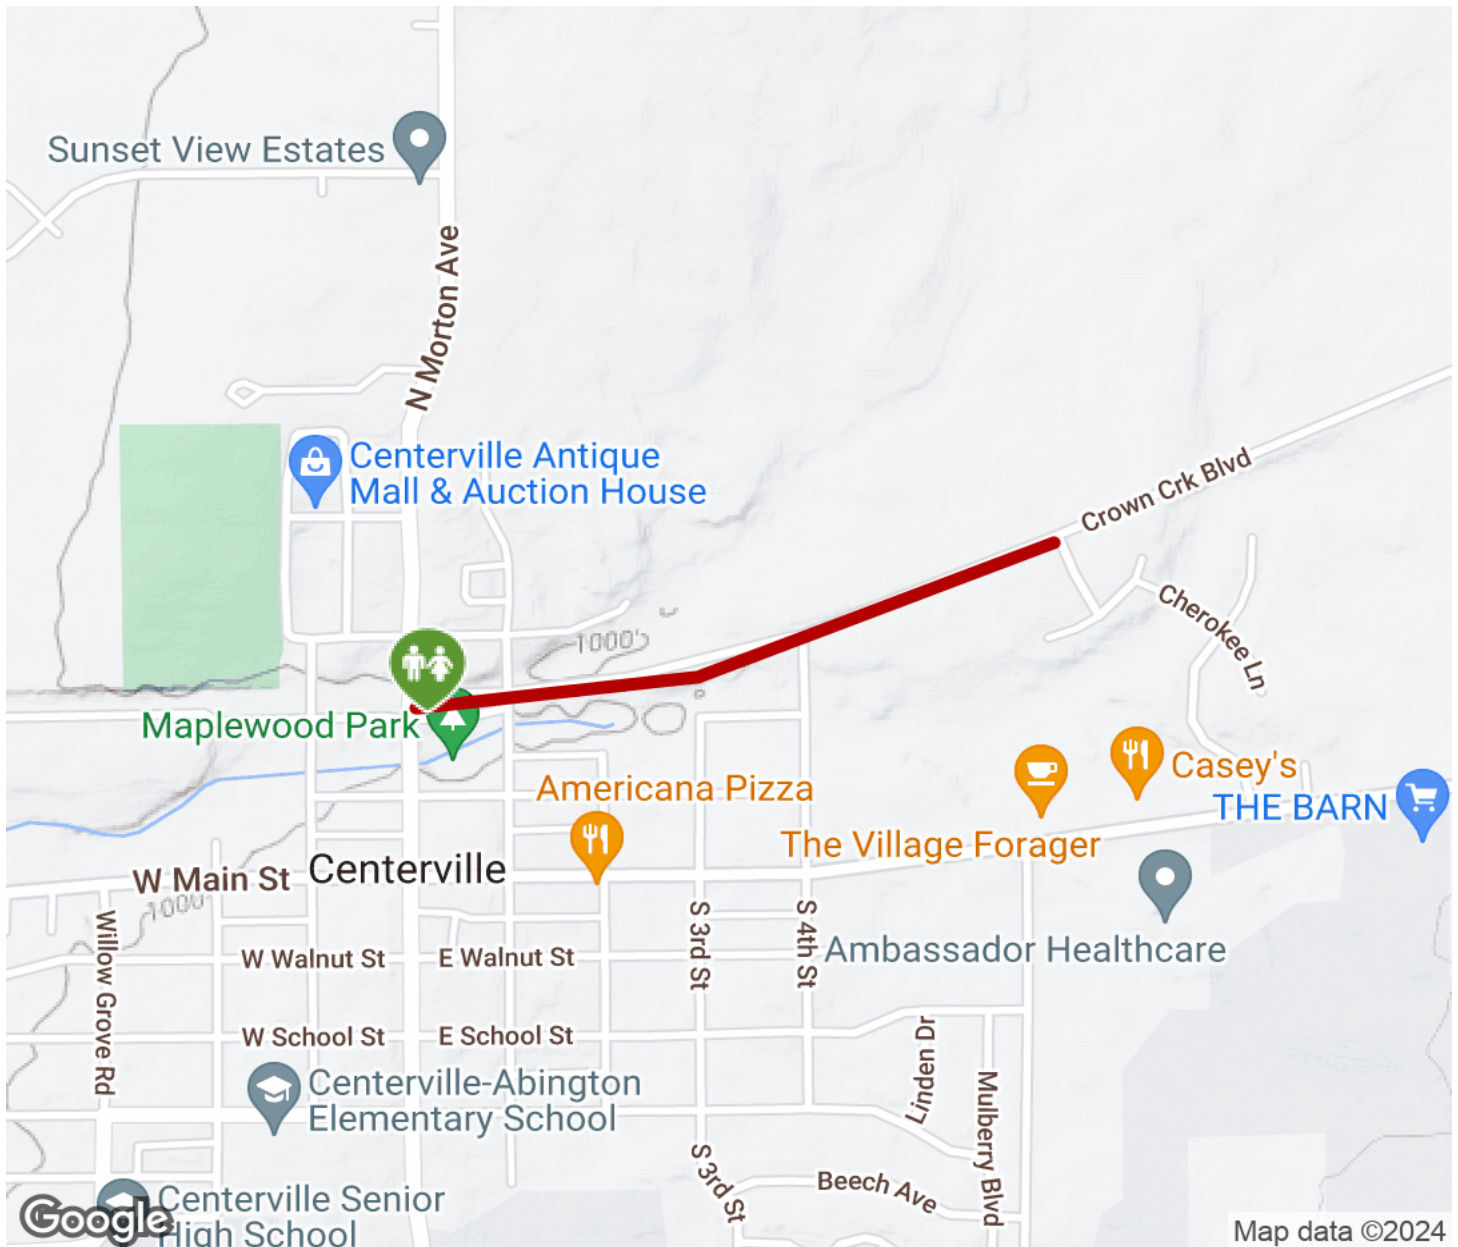 Sunset View Estates
N Morton Ave
Centerville Antique
Mall & Auction House
Crown Crk Blvd
Cherokee Ln
1000'
Maplewood Park
Americana Pizza
Casey's
THE BARN
The Village Forager
W Main St
Centerville
1000
Willow Grove Rd
S 3rd St
S 4th St
Ambassador Healthcare
W Walnut St
E Walnut St
W School St
E School St
Linden Dr
Mulberry Blvd
Centerville-Abington
Elementary School
S 3rd St
Beech Ave
Centerville Senior
High School
Google
Map data ©2024